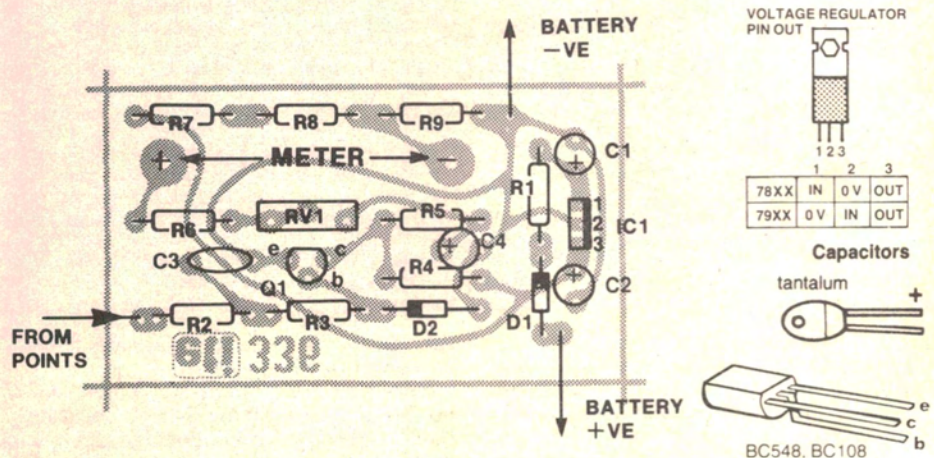 BATTERY
−VE
R7
R8
R9
+
METER
-
C1
R1
R6
RV1
R5
C4
1
2
3
IC1
e
c
b
C3
R4
Q1
C2
R2
R3
D2
D1
FROM
POINTS
eti 339
BATTERY
+VE
VOLTAGE REGULATOR
PIN OUT
1 2 3
1 2 3
78XX IN 0 V OUT
79XX 0 V IN OUT
Capacitors
tantalum
+
e
c
b
BC548, BC108